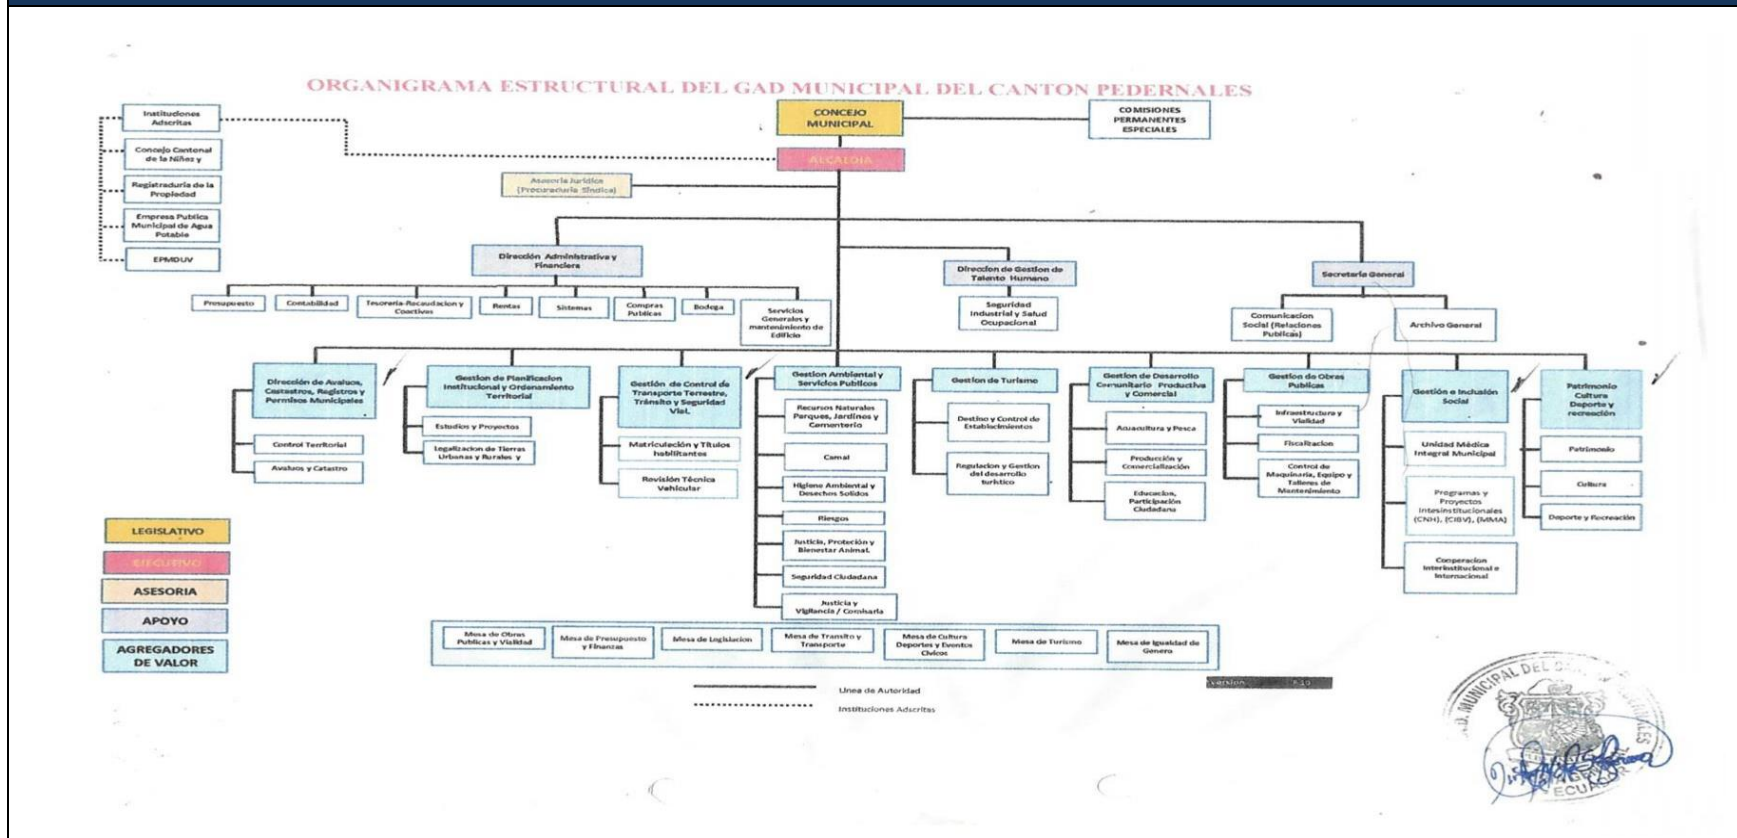 ORGANIGRAMA ESTRUCTURAL DEL GAD MUNICIPAL DEL CANTON PEDERNALES
Instituciones
Adscritas
Concejo Cantonal
de la Niñez y
Registraduria de la
Propiedad
Empresa Publica
Municipal de Agua
Potable
EPMDUV
CONCEJO
MUNICIPAL
COMISIONES
PERMANENTES
ESPECIALES
ALCALDIA
Asesoria Juridica
(Procuraduria Sindica)
Dirección Administrativa y
Financiera
Direccion de Gestion de
Talento Humano
Secretaria General
Presupuesto
Contabilidad
Tesoreria-Recaudacion y
Coactivos
Rentas
Sistemas
Compras
Publicas
Bodega
Servicios
Generales y
mantenimiento de
Edificio
Seguridad
Industrial y Salud
Ocupacional
Comunicacion
Social (Relaciones
Publicas)
Archivo General
Dirección de Avaluos,
Catastros, Registros y
Permisos Municipales
Control Territorial
Avaluos y Catastro
Gestion de Planificacion
Institucional y Ordenamiento
Territorial
Estudios y Proyectos
Legalizacion de Tierras
Urbanas y Rurales y
Gestión de Control de
Transporte Terrestre,
Tránsito y Seguridad
Vial.
Matriculación y Títulos
habilitantes
Revisión Técnica
Vehicular
Gestion Ambiental y
Servicios Publicos
Recursos Naturales
Parques, Jardines y
Cementerio
Camal
Higiene Ambiental y
Desechos Solidos
Riesgos
Justicia, Proteción y
Bienestar Animal.
Seguridad Ciudadana
Justicia y
Vigilancia / Comisaria
Gestion de Turismo
Destino y Control de
Establecimientos
Regulacion y Gestion
del desarrollo
turistico
Gestion de Desarrollo
Comunitario Productivo
y Comercial
Acuacultura y Pesca
Producción y
Comercialización
Educacion,
Participación
Ciudadana
Gestion de Obras
Publicas
Infraestructura y
Vialidad
Fiscalizacion
Control de
Maquinaria, Equipo y
Talleres de
Mantenimiento
Gestión e Inclusión
Social
Unidad Médica
Integral Municipal
Programas y
Proyectos
Intesinstitucionales
(CNH), (CIBV), (MMA)
Cooperacion
Interinstitucional e
Internacional
Patrimonio
Cultura
Deporte y
recreación
Patrimonio
Cultura
Deporte y Recreación
LEGISLATIVO
EJECUTIVO
ASESORIA
APOYO
AGREGADORES
DE VALOR
Mesa de Obras
Publicas y Vialidad
Mesa de Presupuesto
y Finanzas
Mesa de Legislacion
Mesa de Transito y
Transporte
Mesa de Cultura
Deportes y Eventos
Civicos
Mesa de Turismo
Mesa de Igualdad de
Genero
Linea de Autoridad
Instituciones Adscritas
version
MUNICIPAL DEL
ECUADOR